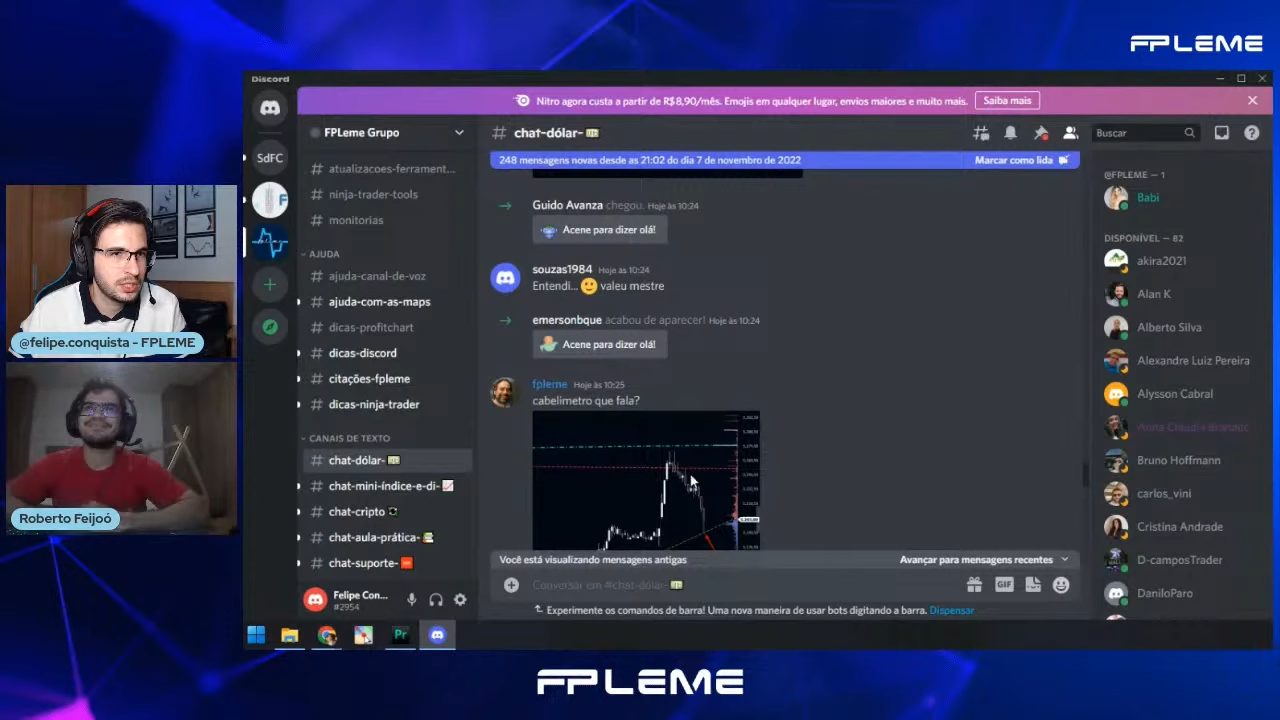 FPLEME
Discord
Nitro agora custa a partir de R$8,90/mês. Emojis em qualquer lugar, envios maiores e muito mais.
Saiba mais
FPLeme Grupo
# chat-dólar-
Buscar
SdFC
248 mensagens novas desde as 21:02 do dia 7 de novembro de 2022
Marcar como lida
# atualizacoes-ferrament...
# ninja-trader-tools
# monitorias
AJUDA
# ajuda-canal-de-voz
# ajuda-com-as-maps
# dicas-profitchart
# dicas-discord
# citações-fpleme
# dicas-ninja-trader
CANAIS DE TEXTO
# chat-dólar-
# chat-mini-índice-e-di-
# chat-cripto
# chat-aula-prática-
# chat-suporte-
Felipe Con...
#2954
Guido Avanza chegou. Hoje às 10:24
Acene para dizer olá!
souzas1984 Hoje às 10:24
Entendi... valeu mestre
emersonbque acabou de aparecer! Hoje às 10:24
Acene para dizer olá!
fpleme Hoje às 10:25
cabelimetro que fala?
Você está visualizando mensagens antigas
Avançar para mensagens recentes
Conversar em #chat-dólar-
GIF
Experimente os comandos de barra! Uma nova maneira de usar bots digitando a barra. Dispensar
@FPLEME — 1
Babi
DISPONÍVEL — 82
akira2021
Alan K
Alberto Silva
Alexandre Luiz Pereira
Alysson Cabral
Bruno Hoffmann
carlos_vini
Cristina Andrade
D-camposTrader
DaniloParo
@felipe.conquista - FPLEME
Roberto Feijoó
Pr
FPLEME